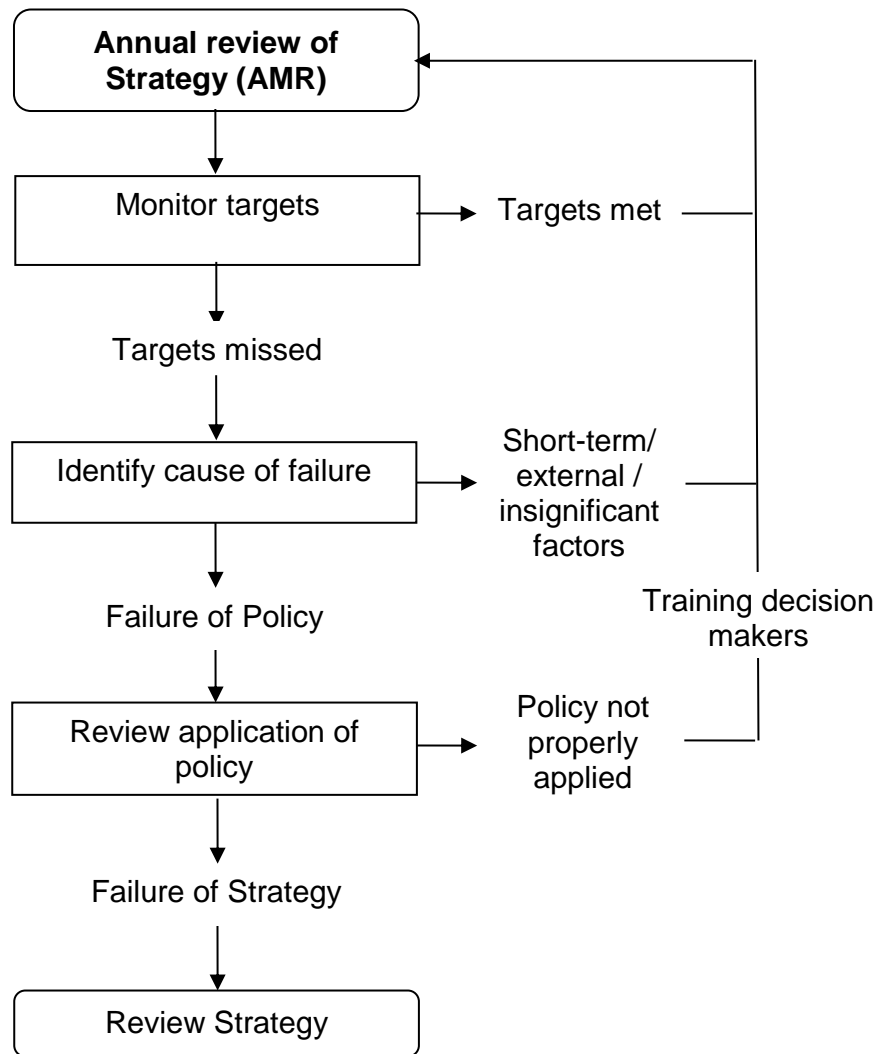 Annual review of
Strategy (AMR)
Monitor targets
Targets met
Targets missed
Identify cause of failure
Short-term/
external /
insignificant
factors
Failure of Policy
Training decision
makers
Review application of
policy
Policy not
properly
applied
Failure of Strategy
Review Strategy